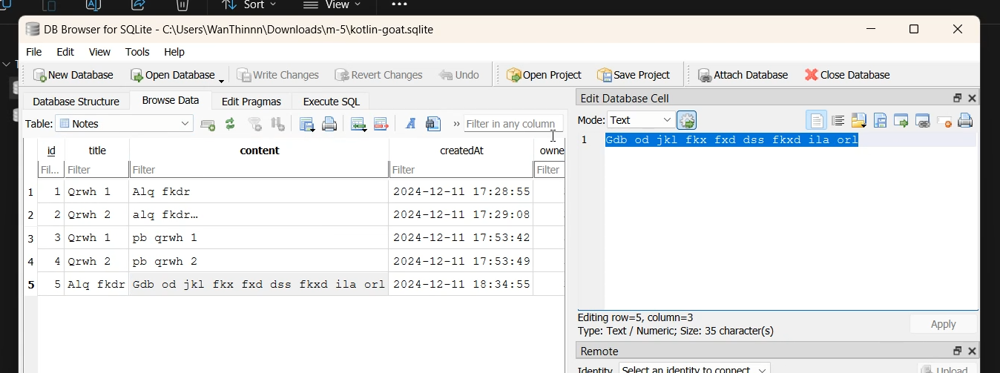 Sort
View
DB Browser for SQLite - C:\Users\WanThinnn\Downloads\m-5\kotlin-goat.sqlite
File Edit View Tools Help
New Database Open Database Write Changes Revert Changes Undo Open Project Save Project Attach Database Close Database
Database Structure Browse Data Edit Pragmas Execute SQL
Table: Notes Filter in any column
id title content createdAt owne
Fil... Filter Filter Filter Filter
1 1 Qrwh 1 Alq fkdr 2024-12-11 17:28:55
2 2 Qrwh 2 alq fkdr… 2024-12-11 17:29:08
3 3 Qrwh 1 pb qrwh 1 2024-12-11 17:53:42
4 4 Qrwh 2 pb qrwh 2 2024-12-11 17:53:49
5 5 Alq fkdr Gdb od jkl fkx fxd dss fkxd ila orl 2024-12-11 18:34:55
Edit Database Cell
Mode: Text
1 Gdb od jkl fkx fxd dss fkxd ila orl
Editing row=5, column=3
Type: Text / Numeric; Size: 35 character(s)
Apply
Remote
Identity Select an identity to connect Upload